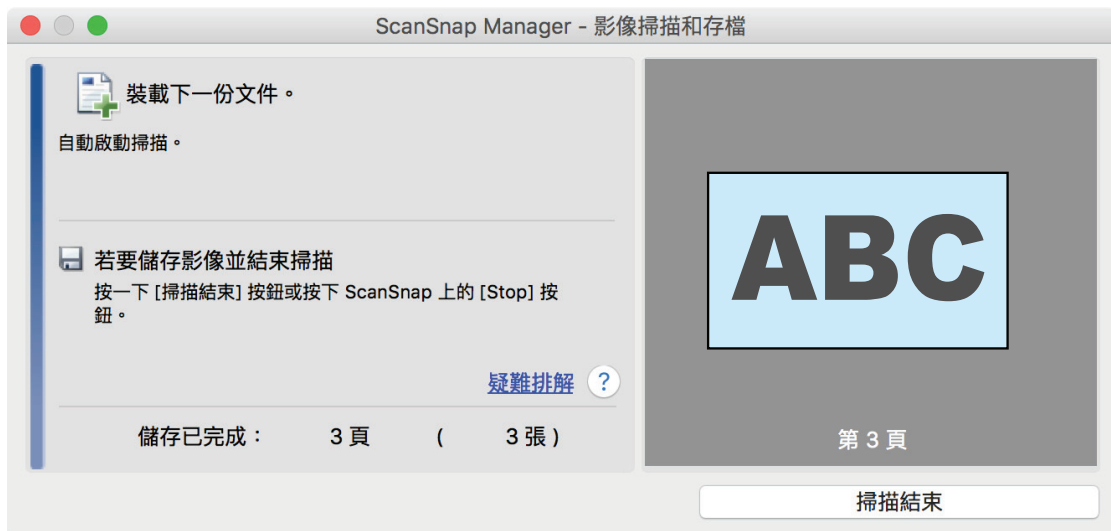 ScanSnap Manager - 影像掃描和存檔
裝載下一份文件。
自動啟動掃描。
若要儲存影像並結束掃描
按一下 [掃描結束] 按鈕或按下 ScanSnap 上的 [Stop] 按
鈕。
疑難排解 ?
儲存已完成： 3 頁 ( 3 張 )
ABC
第 3 頁
掃描結束